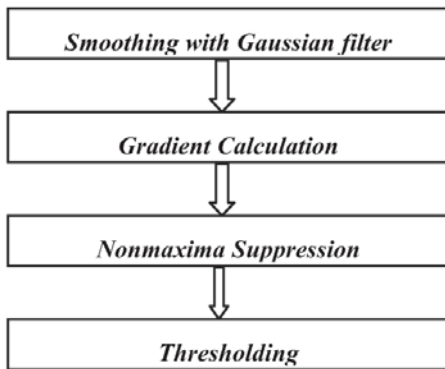 Smoothing with Gaussian filter
Gradient Calculation
Nonmaxima Suppression
Thresholding